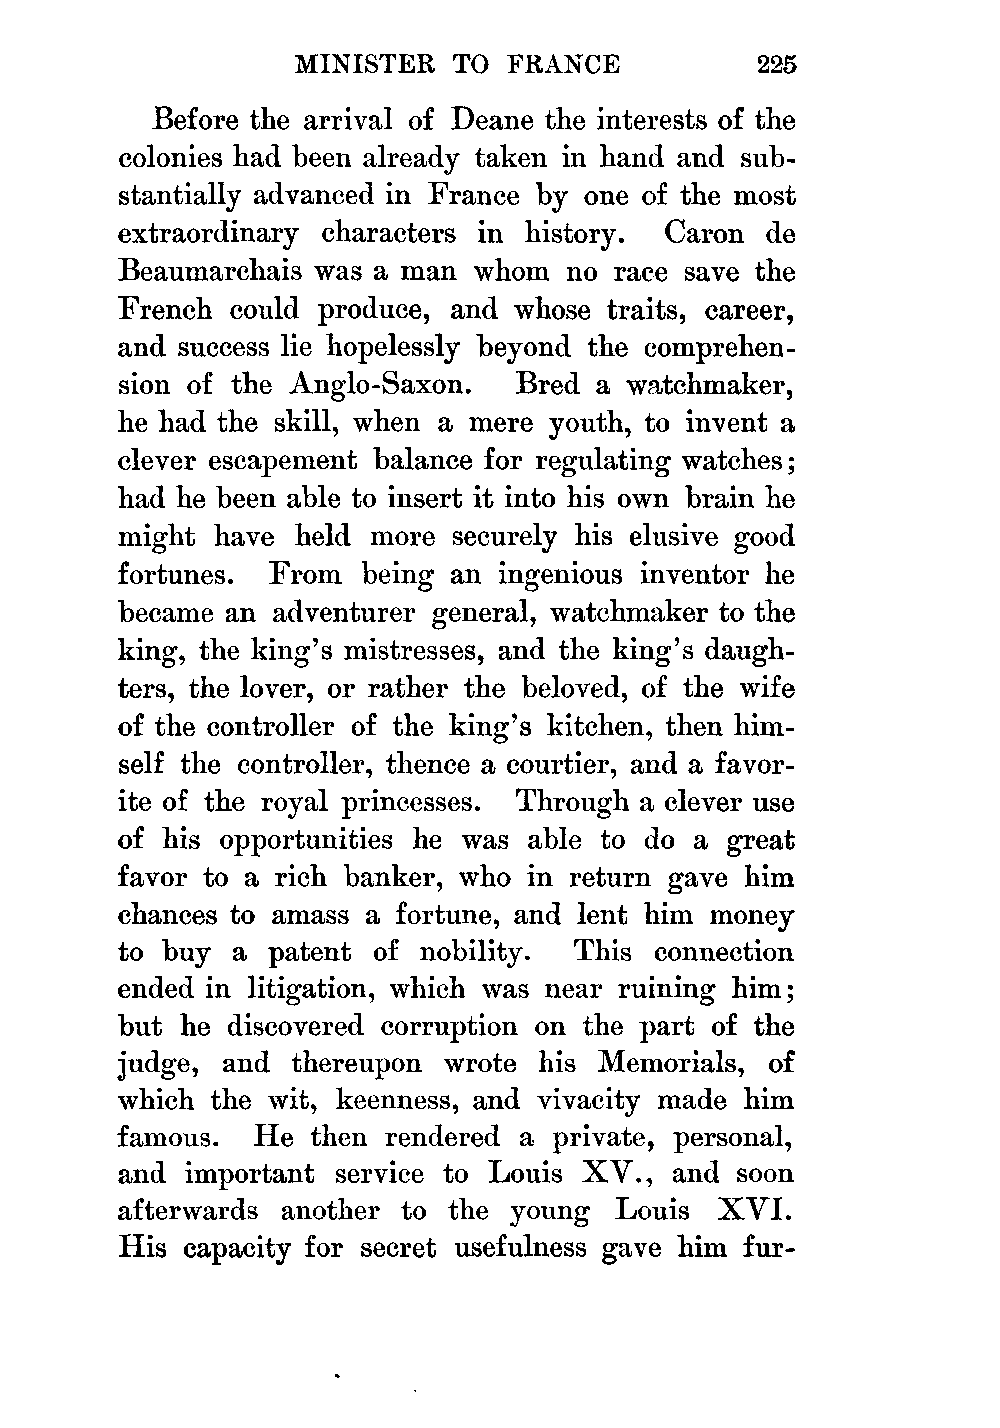 MINISTER TO FRANCE 225
Before the arrival of Deane the interests of the
colonies had been already taken in hand and sub-
stantially advanced in France by one of the most
extraordinary characters in history. Caron de
Beaumarchais was a man whom no race save the
French could produce, and whose traits, career,
and success lie hopelessly beyond the comprehen-
sion of the Anglo-Saxon. Bred a watchmaker,
he had the skill, when a mere youth, to invent a
clever escapement balance for regulating watches;
had he been able to insert it into his own brain he
might have held more securely his elusive good
fortunes. From being an ingenious inventor he
became an adventurer general, watchmaker to the
king, the king's mistresses, and the king's daugh-
ters, the lover, or rather the beloved, of the wife
of the controller of the king's kitchen, then him-
self the controller, thence a courtier, and a favor-
ite of the royal princesses. Through a clever use
of his opportunities he was able to do a great
favor to a rich banker, who in return gave him
chances to amass a fortune, and lent him money
to buy a patent of nobility. This connection
ended in litigation, which was near ruining him;
but he discovered corruption on the part of the
judge, and thereupon wrote his Memorials, of
which the wit, keenness, and vivacity made him
famous. He then rendered a private, personal,
and important service to Louis XV., and soon
afterwards another to the young Louis XVI.
His capacity for secret usefulness gave him fur-